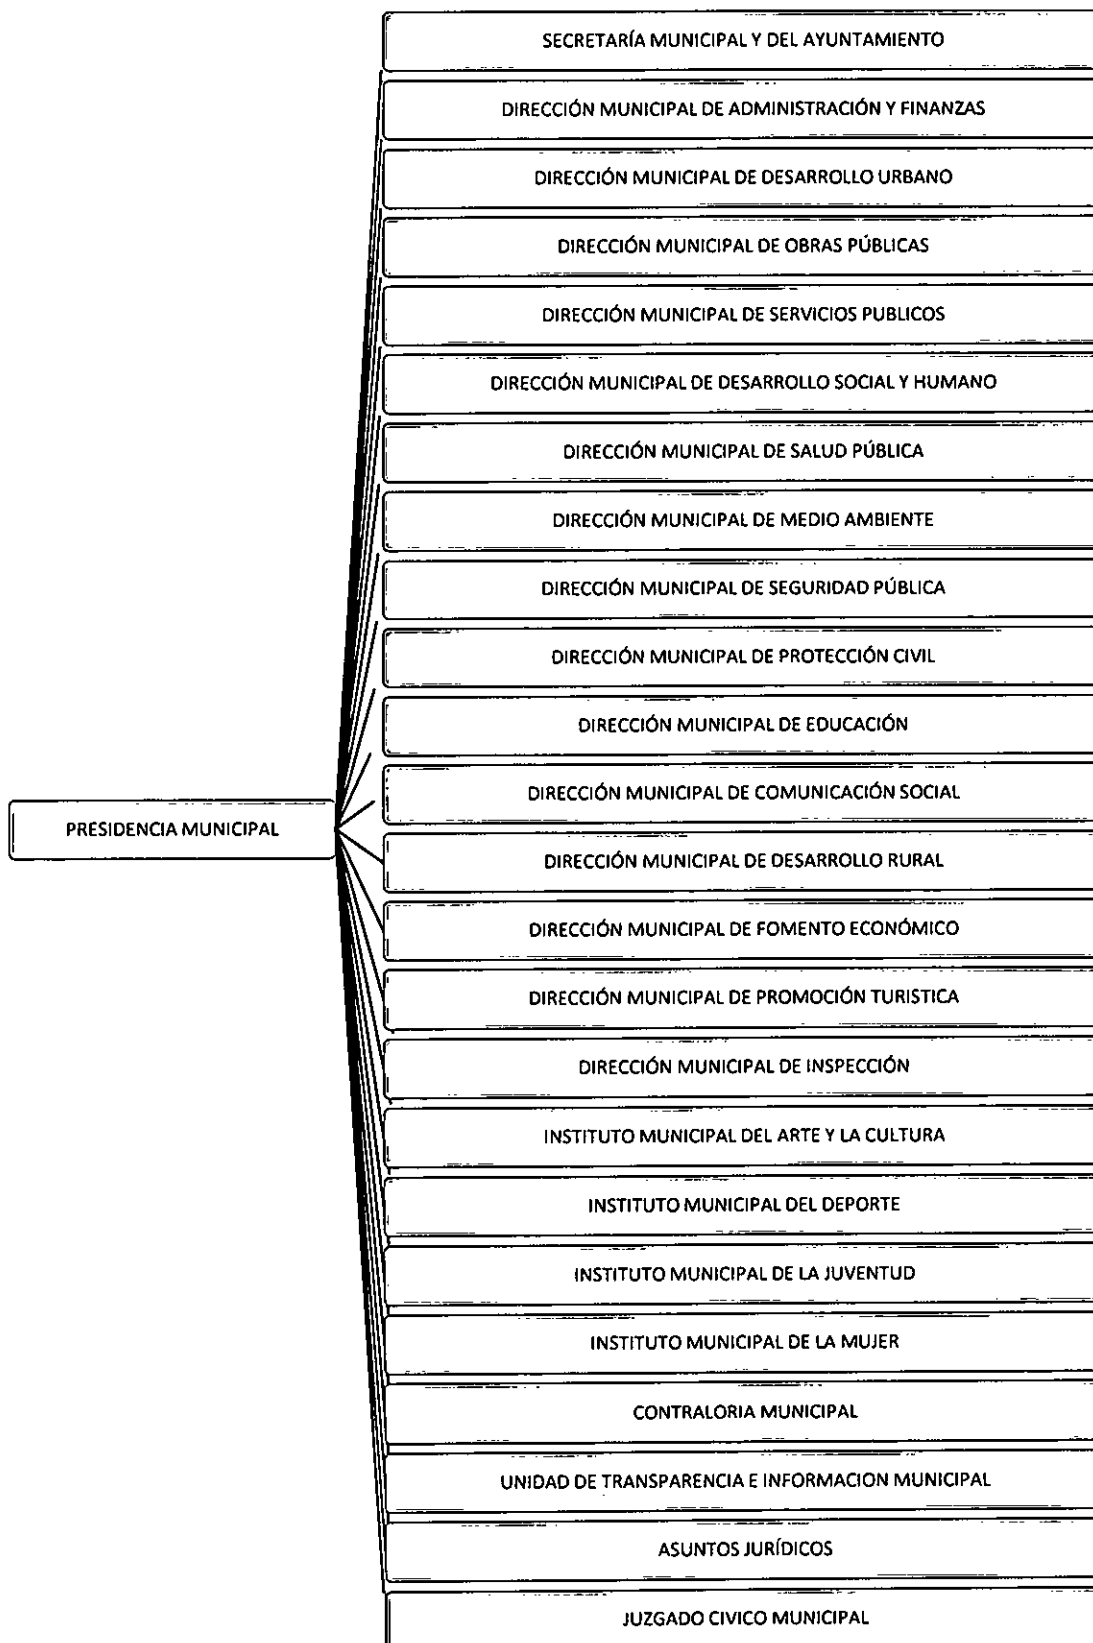 SECRETARÍA MUNICIPAL Y DEL AYUNTAMIENTO
DIRECCIÓN MUNICIPAL DE ADMINISTRACIÓN Y FINANZAS
DIRECCIÓN MUNICIPAL DE DESARROLLO URBANO
DIRECCIÓN MUNICIPAL DE OBRAS PÚBLICAS
DIRECCIÓN MUNICIPAL DE SERVICIOS PUBLICOS
DIRECCIÓN MUNICIPAL DE DESARROLLO SOCIAL Y HUMANO
DIRECCIÓN MUNICIPAL DE SALUD PÚBLICA
DIRECCIÓN MUNICIPAL DE MEDIO AMBIENTE
DIRECCIÓN MUNICIPAL DE SEGURIDAD PÚBLICA
DIRECCIÓN MUNICIPAL DE PROTECCIÓN CIVIL
DIRECCIÓN MUNICIPAL DE EDUCACIÓN
DIRECCIÓN MUNICIPAL DE COMUNICACIÓN SOCIAL
PRESIDENCIA MUNICIPAL
DIRECCIÓN MUNICIPAL DE DESARROLLO RURAL
DIRECCIÓN MUNICIPAL DE FOMENTO ECONÓMICO
DIRECCIÓN MUNICIPAL DE PROMOCIÓN TURISTICA
DIRECCIÓN MUNICIPAL DE INSPECCIÓN
INSTITUTO MUNICIPAL DEL ARTE Y LA CULTURA
INSTITUTO MUNICIPAL DEL DEPORTE
INSTITUTO MUNICIPAL DE LA JUVENTUD
INSTITUTO MUNICIPAL DE LA MUJER
CONTRALORIA MUNICIPAL
UNIDAD DE TRANSPARENCIA E INFORMACION MUNICIPAL
ASUNTOS JURÍDICOS
JUZGADO CIVICO MUNICIPAL